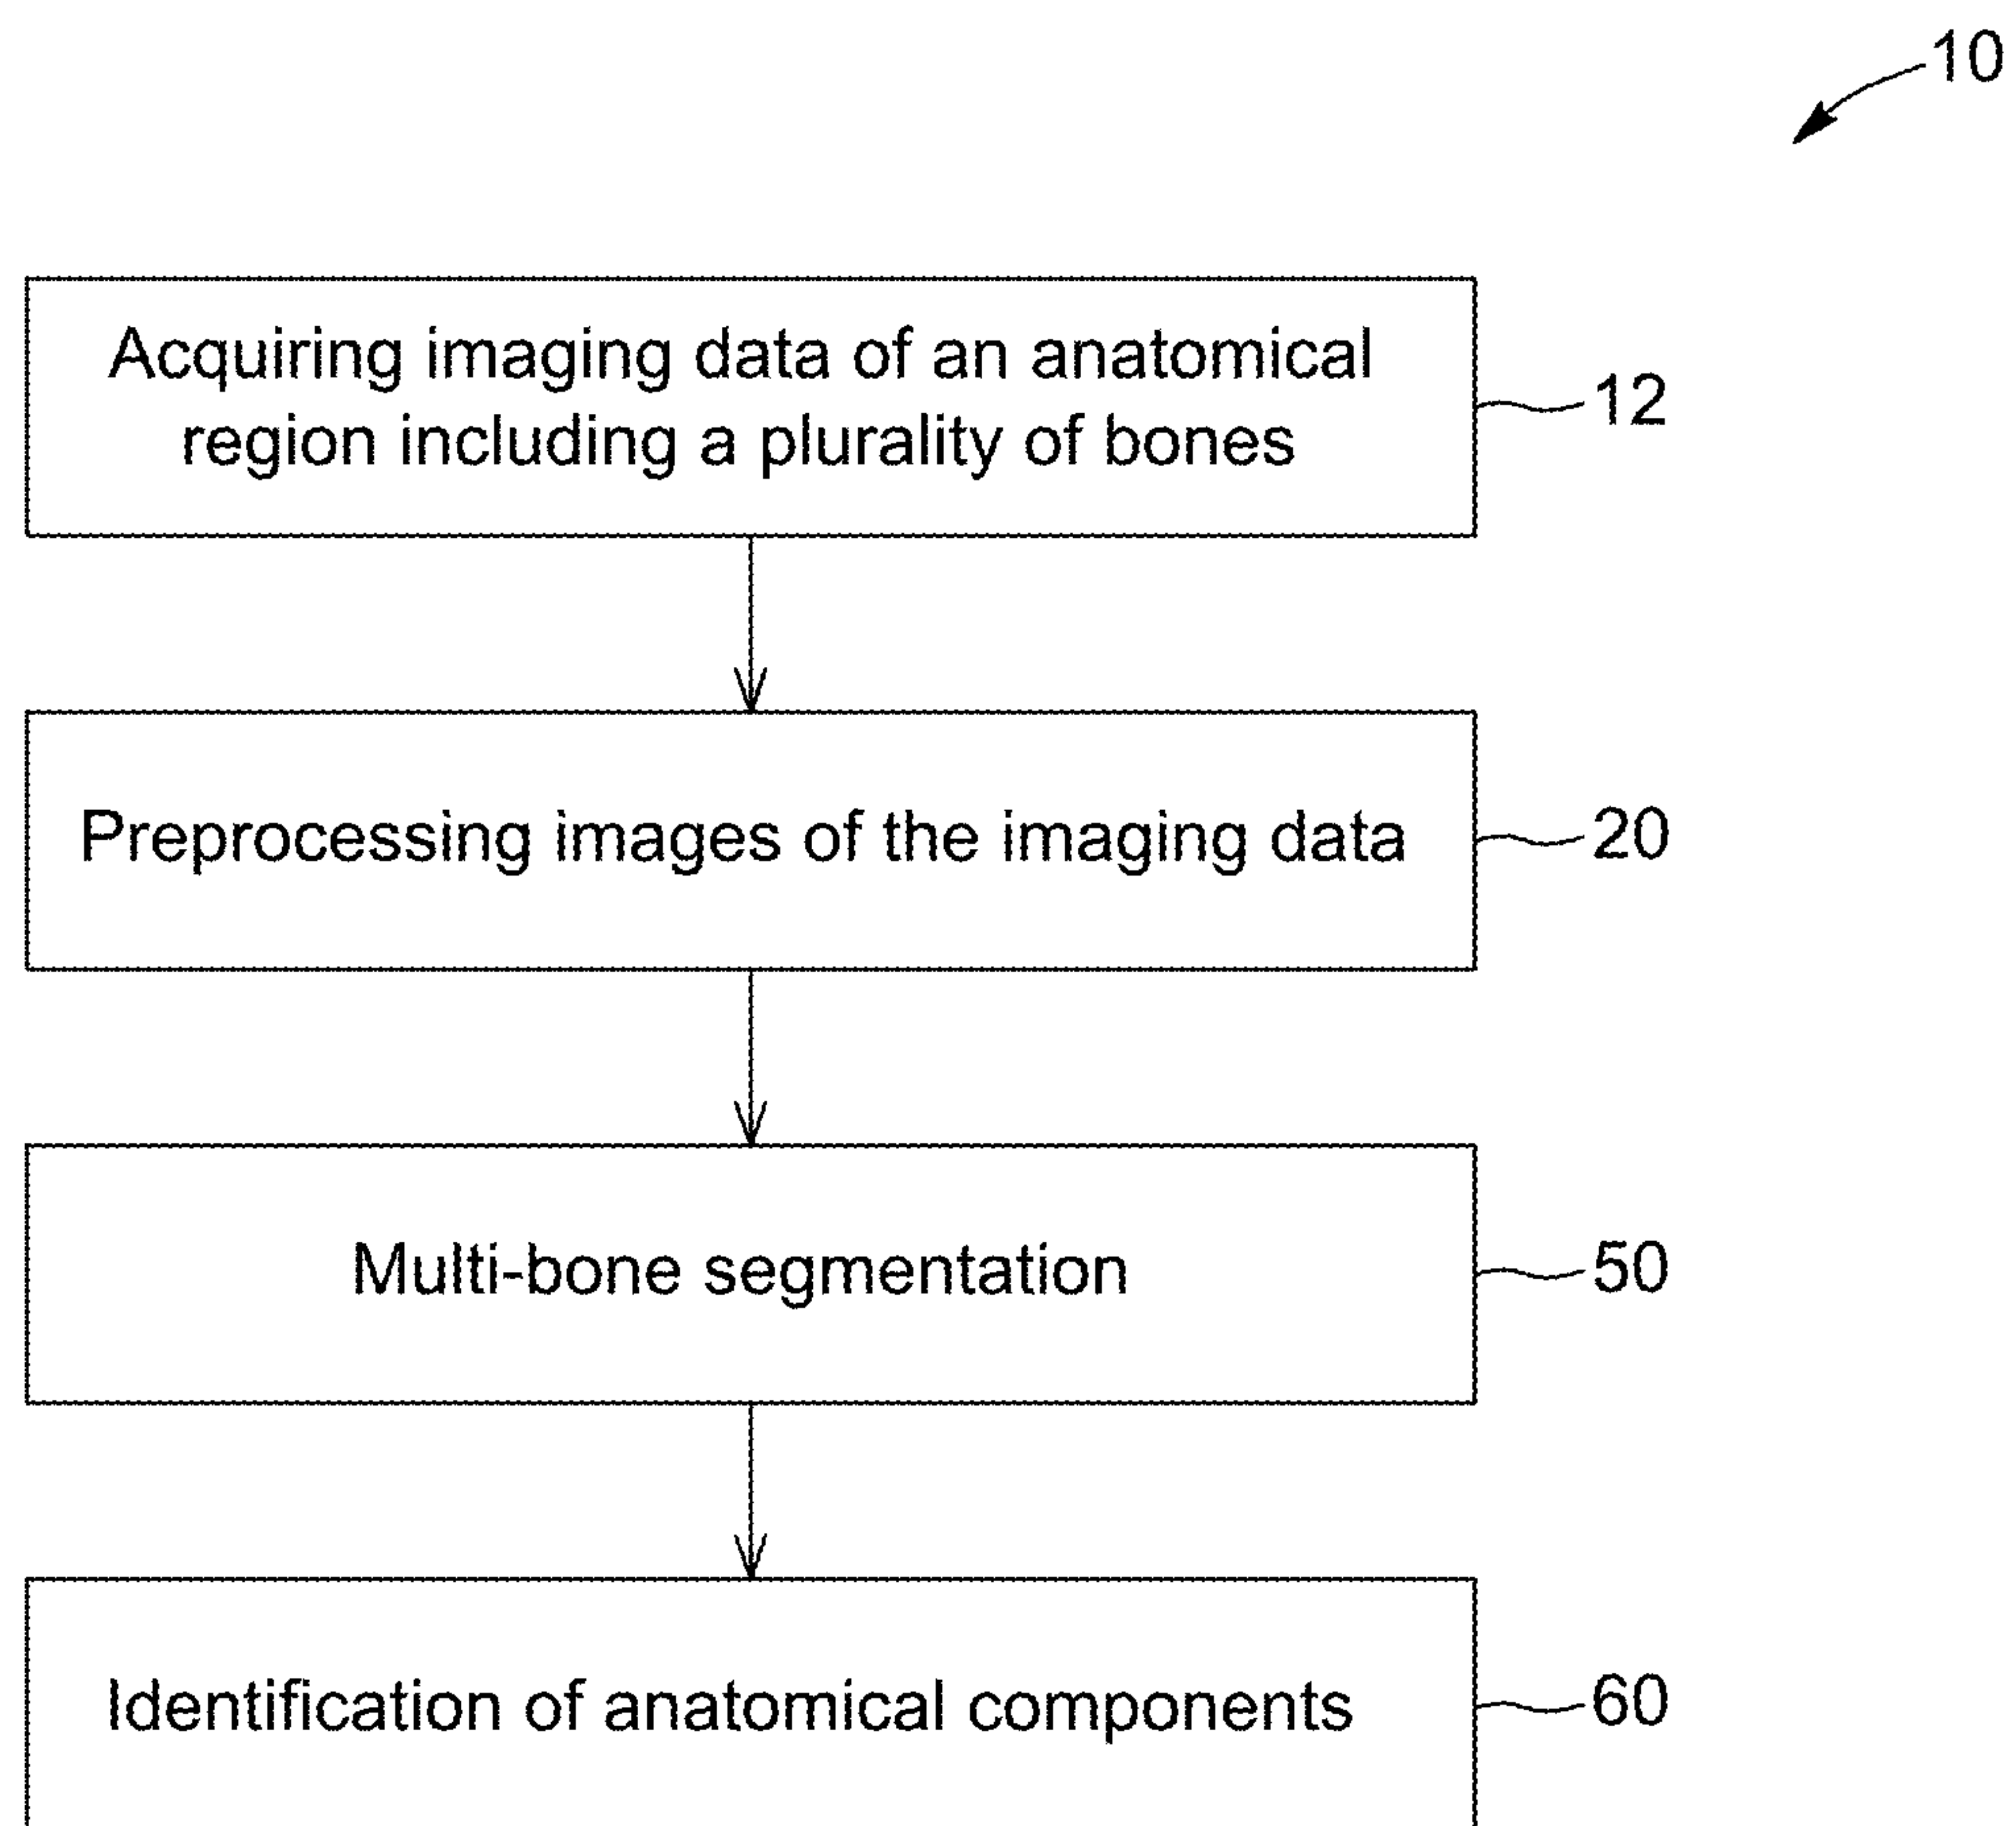 10
Acquiring imaging data of an anatomical
region including a plurality of bones
12
Preprocessing images of the imaging data
20
Multi-bone segmentation
50
Identification of anatomical components
60